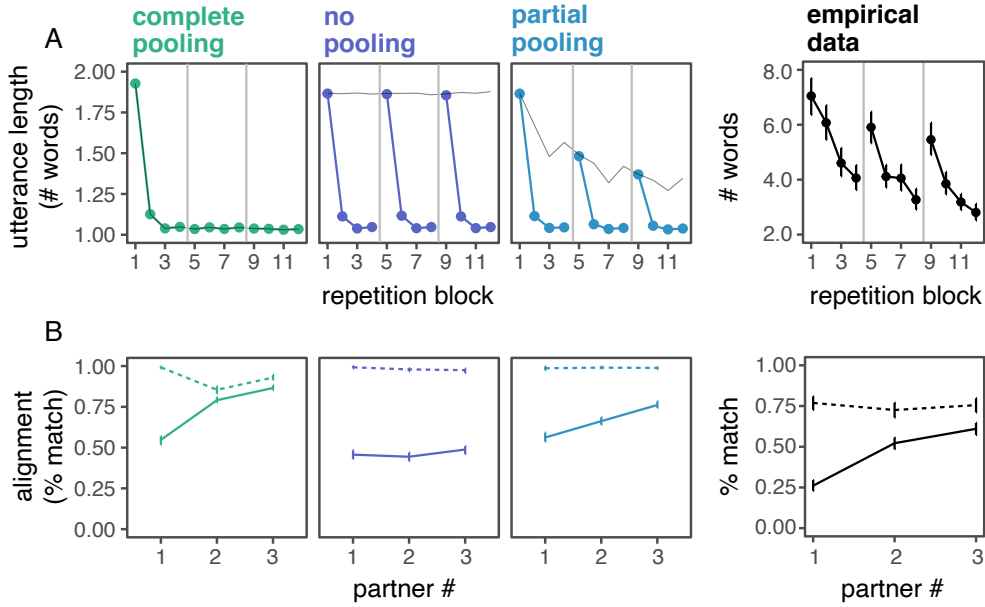 A
complete
pooling
no
pooling
partial
pooling
empirical
data
utterance length
(# words)
2.00
1.75
1.50
1.25
1.00
1 3 5 7 9 11
1 3 5 7 9 11
1 3 5 7 9 11
repetition block
# words
8.0
6.0
4.0
2.0
1 3 5 7 9 11
repetition block
B
alignment
(% match)
1.00
0.75
0.50
0.25
0.00
1 2 3
1 2 3
1 2 3
partner #
% match
1.00
0.75
0.50
0.25
0.00
1 2 3
partner #